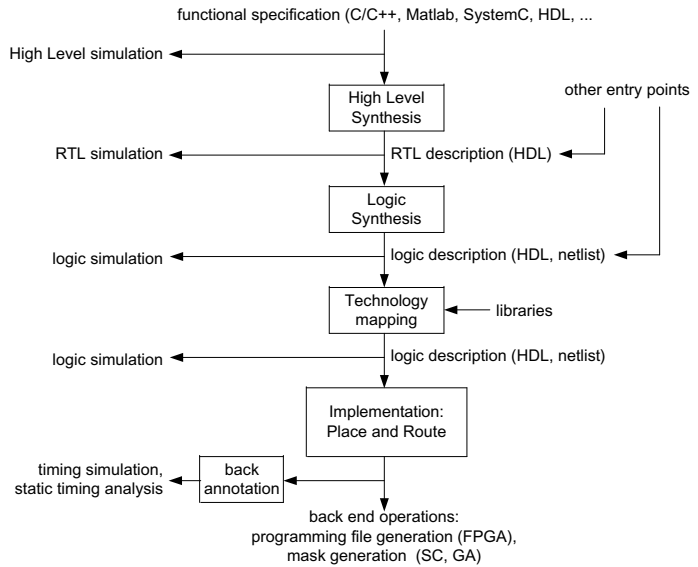 functional specification (C/C++, Matlab, SystemC, HDL, ...
High Level simulation
High Level
Synthesis
other entry points
RTL simulation
RTL description (HDL)
Logic
Synthesis
logic simulation
logic description (HDL, netlist)
Technology
mapping
libraries
logic simulation
logic description (HDL, netlist)
Implementation:
Place and Route
timing simulation,
static timing analysis
back
annotation
back end operations:
programming file generation (FPGA),
mask generation (SC, GA)